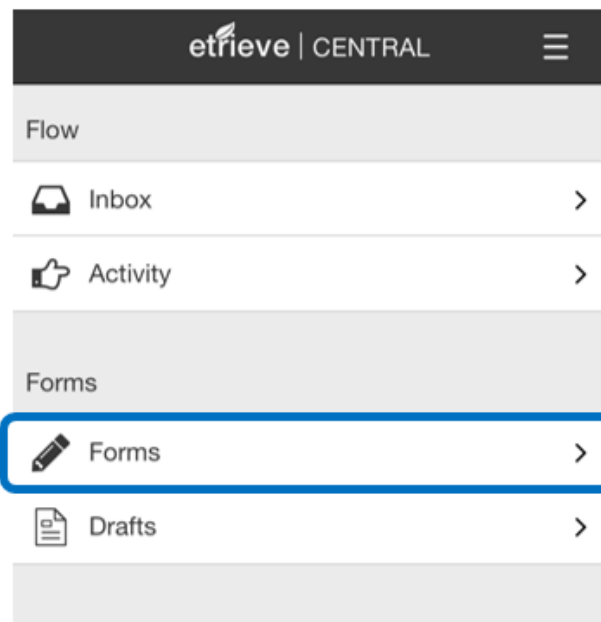 etrieve | CENTRAL
Flow
Inbox
Activity
Forms
Forms
Drafts